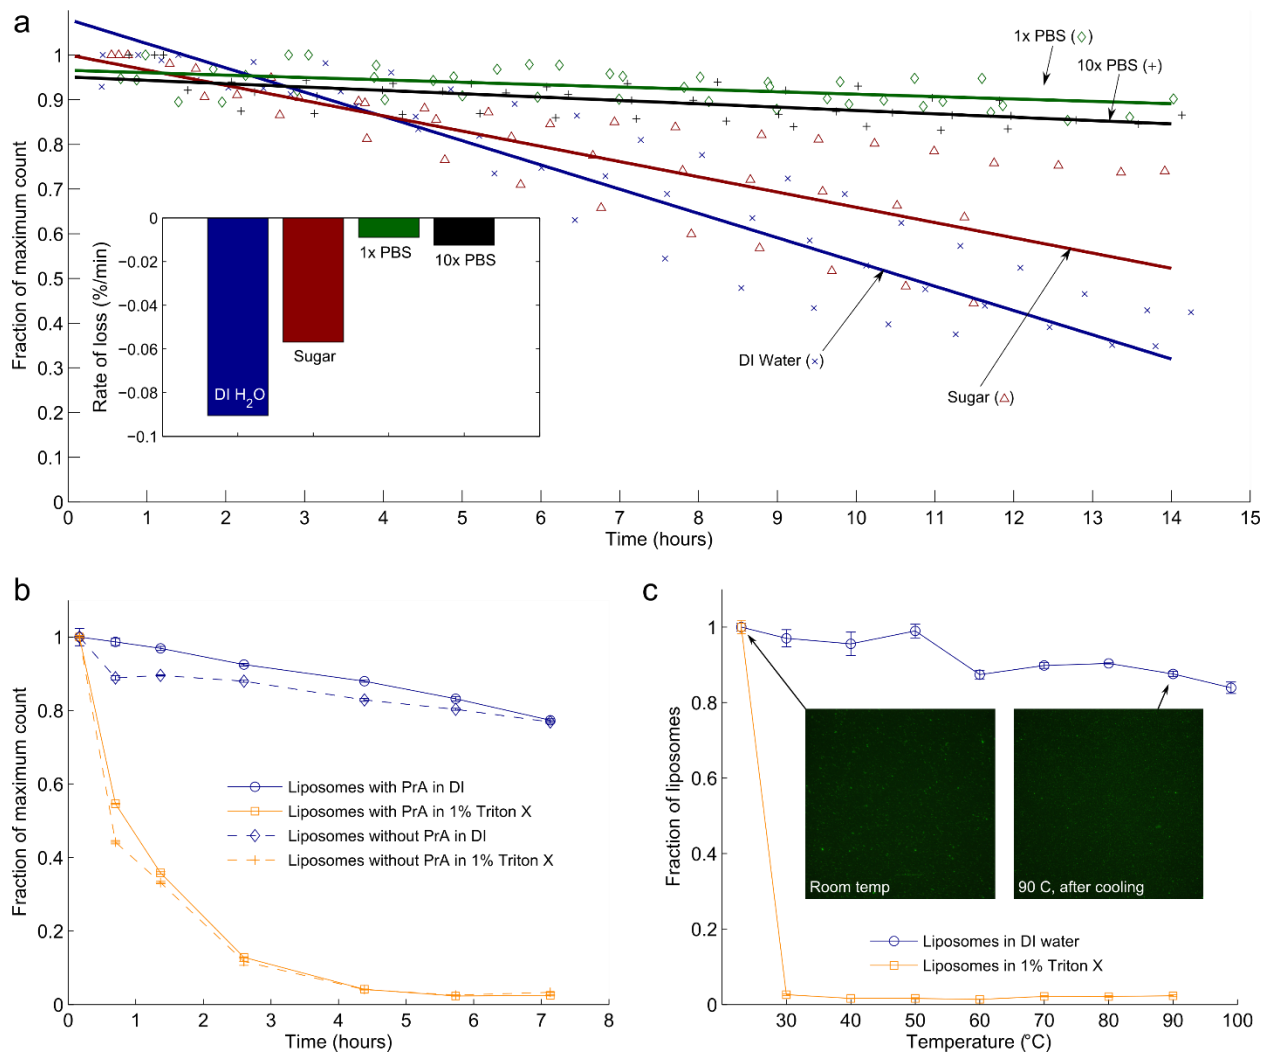 a
Fraction of maximum count
1
0.9
0.8
0.7
0.6
0.5
0.4
0.3
0.2
0.1
0
1x PBS (◇)
10x PBS (+)
DI Water (×)
Sugar (△)
Rate of loss (%/min)
0
−0.02
−0.04
−0.06
−0.08
−0.1
DI H₂O
Sugar
1x PBS
10x PBS
0 1 2 3 4 5 6 7 8 9 10 11 12 13 14 15
Time (hours)
b
Fraction of maximum count
1
0.8
0.6
0.4
0.2
0
Liposomes with PrA in DI
Liposomes with PrA in 1% Triton X
Liposomes without PrA in DI
Liposomes without PrA in 1% Triton X
0 1 2 3 4 5 6 7 8
Time (hours)
c
Fraction of liposomes
1
0.8
0.6
0.4
0.2
0
Room temp
90 C, after cooling
Liposomes in DI water
Liposomes in 1% Triton X
30 40 50 60 70 80 90 100
Temperature (°C)